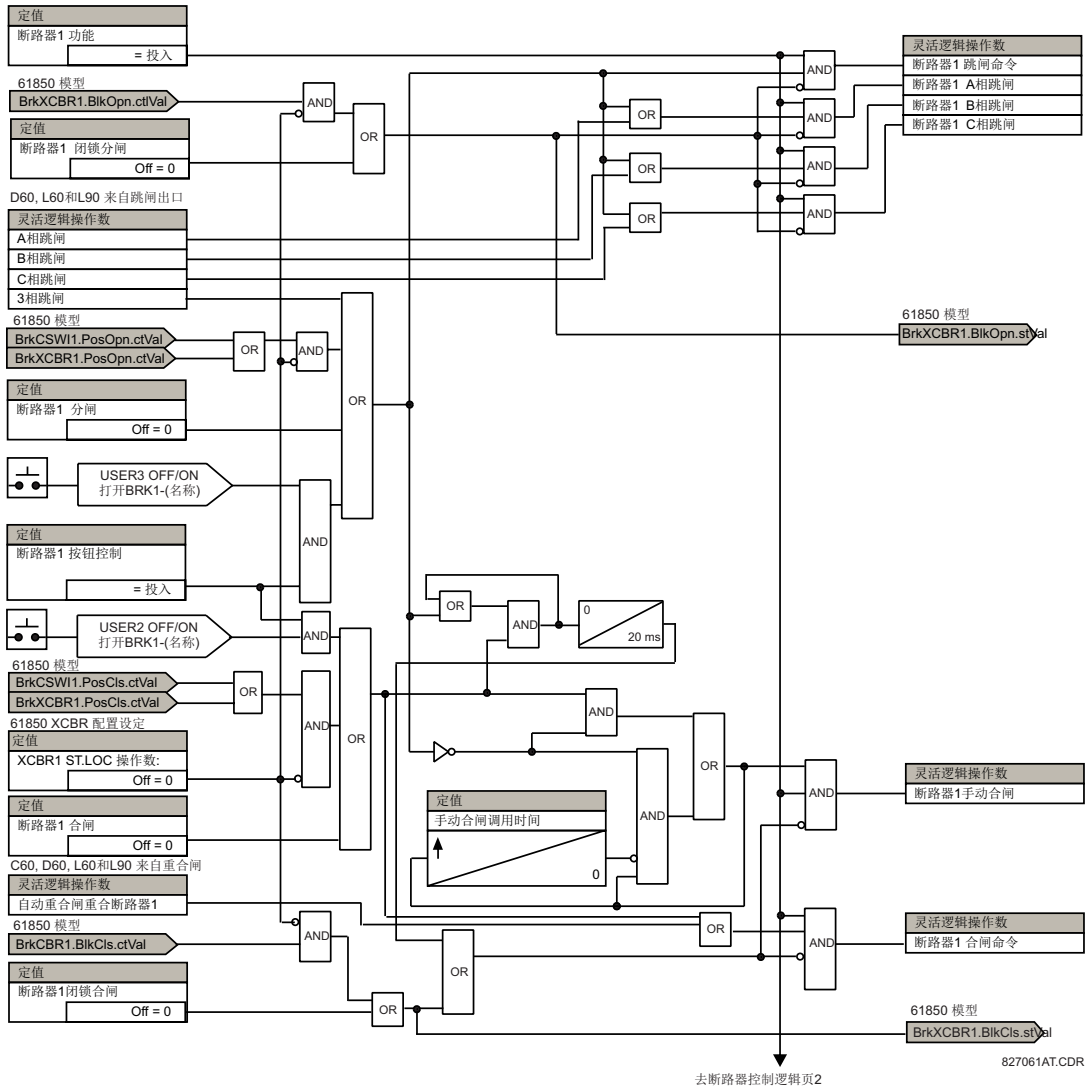 定值
断路器1 功能
= 投入
61850 模型
BrkXCBR1.BlkOpn.ctlVal
定值
断路器1 闭锁分闸
Off = 0
D60, L60和L90 来自跳闸出口
灵活逻辑操作数
A相跳闸
B相跳闸
C相跳闸
3相跳闸
61850 模型
BrkCSWI1.PosOpn.ctVal
BrkXCBR1.PosOpn.ctVal
定值
断路器1 分闸
Off = 0
USER3 OFF/ON
打开BRK1-(名称)
定值
断路器1 按钮控制
= 投入
USER2 OFF/ON
打开BRK1-(名称)
61850 模型
BrkCSWI1.PosCls.ctVal
BrkXCBR1.PosCls.ctVal
61850 XCBR 配置设定
定值
XCBR1 ST.LOC 操作数:
Off = 0
定值
断路器1 合闸
Off = 0
C60, D60, L60和L90 来自重合闸
灵活逻辑操作数
自动重合闸重合断路器1
61850 模型
BrkCBR1.BlkCls.ctVal
定值
断路器1闭锁合闸
Off = 0
AND
OR
OR
AND
OR
AND
AND
OR
AND
OR
AND
OR
OR
OR
OR
AND
0
20 ms
AND
OR
AND
定值
手动合闸调用时间
0
OR
OR
OR
AND
AND
AND
AND
AND
AND
灵活逻辑操作数
断路器1 跳闸命令
断路器1 A相跳闸
断路器1 B相跳闸
断路器1 C相跳闸
61850 模型
BrkXCBR1.BlkOpn.stVal
灵活逻辑操作数
断路器1手动合闸
灵活逻辑操作数
断路器1 合闸命令
61850 模型
BrkXCBR1.BlkCls.stVal
827061AT.CDR
去断路器控制逻辑页2